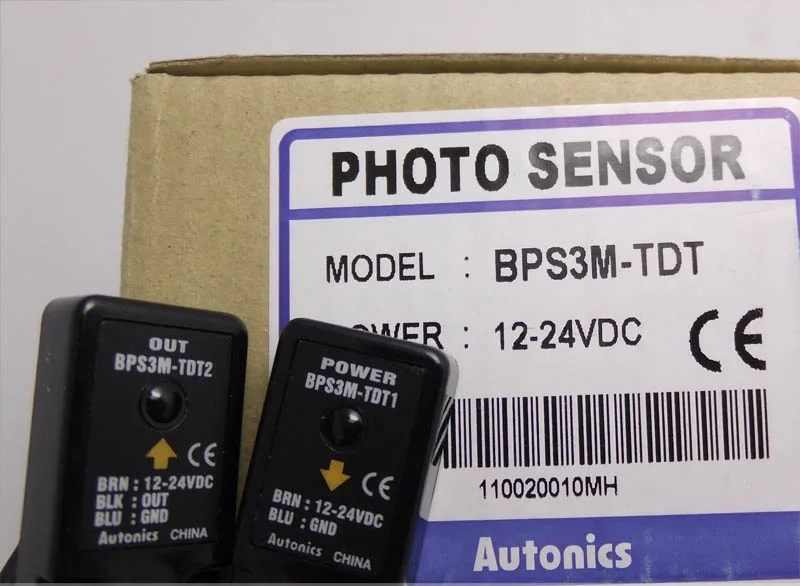 PHOTO SENSOR
MODEL : BPS3M-TDT
POWER : 12-24VDC
CE
110020010MH
Autonics
OUT
BPS3M-TDT2
CE
BRN : 12-24VDC
BLK : OUT
BLU : GND
Autonics CHINA
POWER
BPS3M-TDT1
CE
BRN : 12-24VDC
BLU : GND
Autonics CHINA